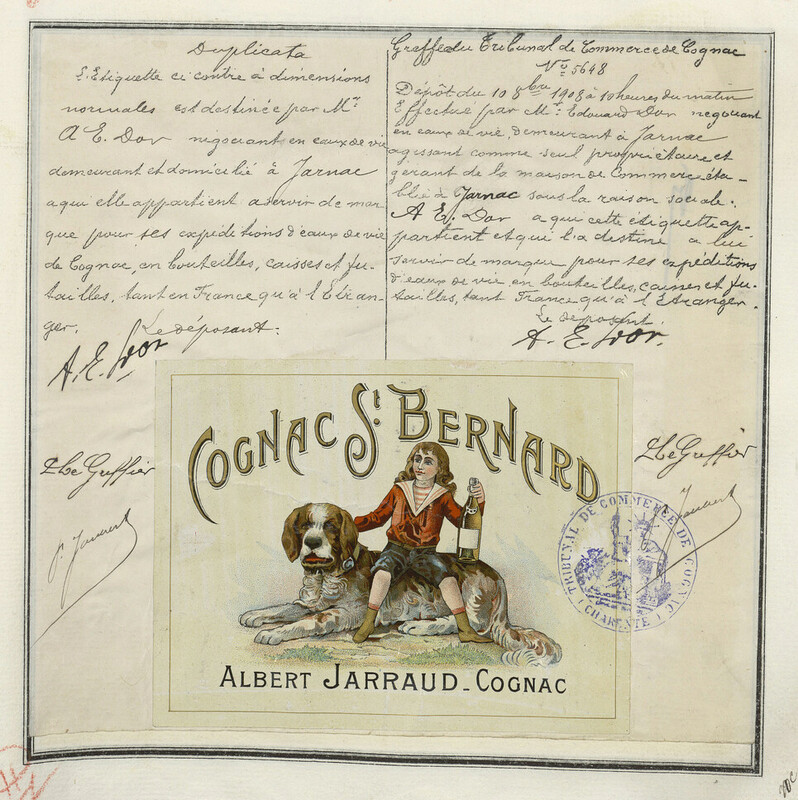 Duplicata
L'Etiquette ci contre à dimensions
normales est destinée par Mr
A E. Dor négociant en eaux de vie
demeurant et domicilié à Jarnac
a qui elle appartient a servir de mar-
que pour ses expéditions d'eaux de vie
de Cognac, en bouteilles, caisses et fu-
tailles, tant en France qu'à l'Etran-
ger. Le déposant:
A. E. Dor
Le Greffier
Greffe du Tribunal de Commerce de Cognac
No 5648
Dépôt du 10 8bre 1908 à 10 heures du matin
Effectué par Mr. Edouard Dor négociant
en eaux de vie, demeurant à Jarnac
agissant comme seul propriétaire et
gérant de la maison de Commerce éta-
blie à Jarnac sous la raison sociale:
A E. Dor a qui cette étiquette ap-
partient et qui l'a destine a lui
servir de marque pour ses expéditions
d'eaux de vie, en bouteilles, caisses et fu-
tailles, tant France qu'à l'Etranger.
Le déposant.
A. E. Dor.
Le Greffier
COGNAC St BERNARD
ALBERT JARRAUD_COGNAC
TRIBUNAL DE COMMERCE DE COGNAC
(CHARENTE)